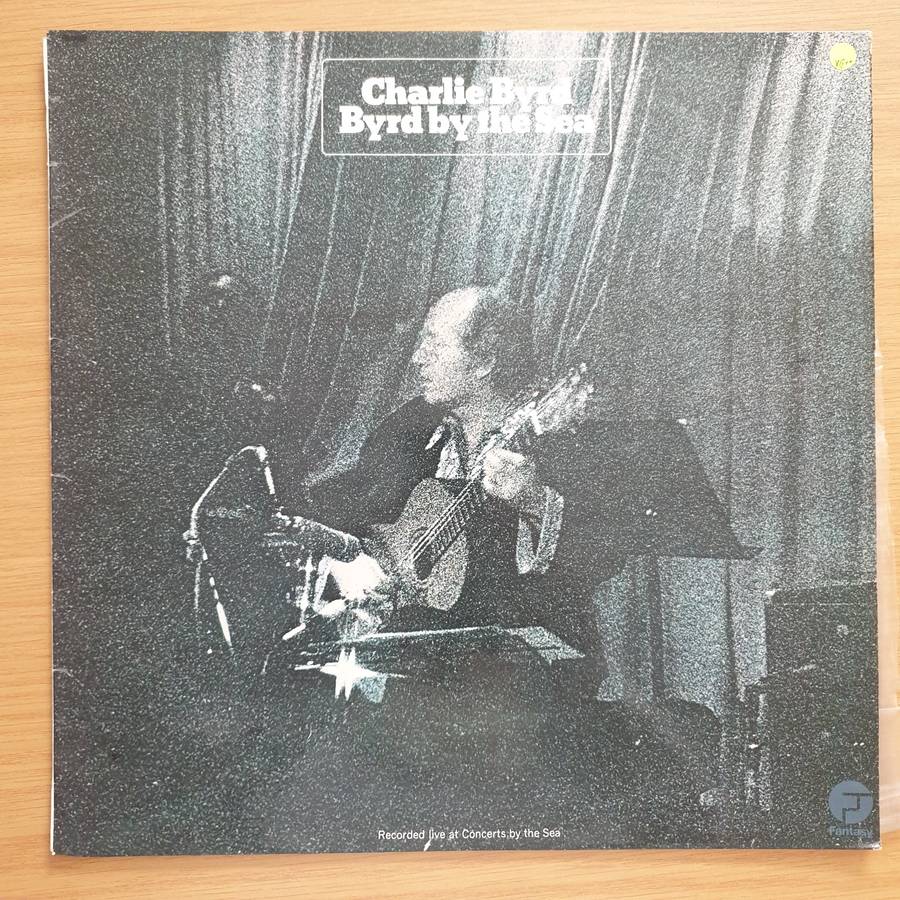 Charlie Byrd
Byrd by the Sea
Recorded live at Concerts by the Sea
Fantasy